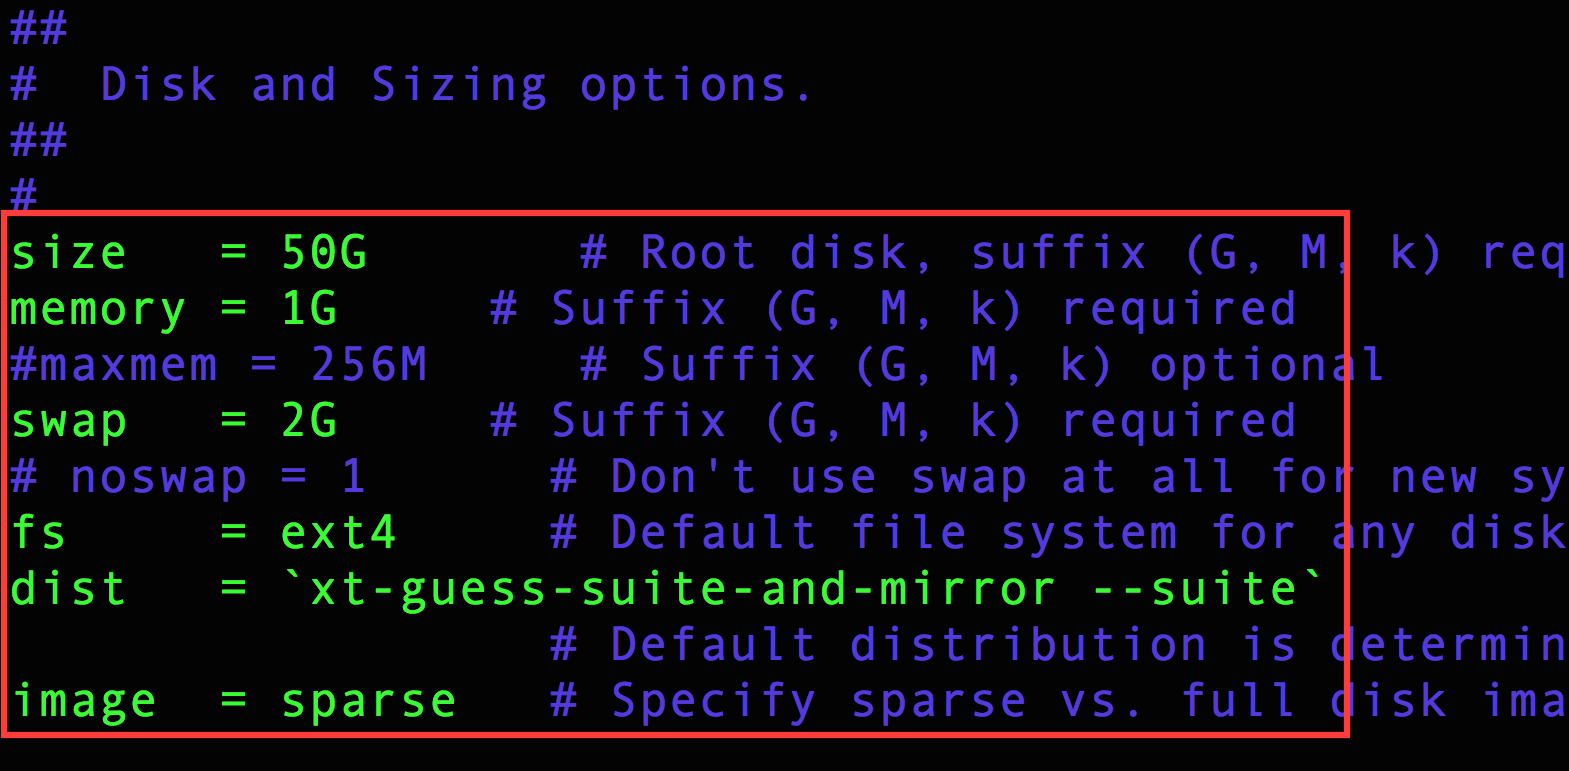 ##
#  Disk and Sizing options.
##
#
size   = 50G       # Root disk, suffix (G, M, k) req
memory = 1G     # Suffix (G, M, k) required
#maxmem = 256M     # Suffix (G, M, k) optional
swap   = 2G     # Suffix (G, M, k) required
# noswap = 1      # Don't use swap at all for new sy
fs     = ext4     # Default file system for any disk
dist   = `xt-guess-suite-and-mirror --suite`
                  # Default distribution is determin
image  = sparse   # Specify sparse vs. full disk ima